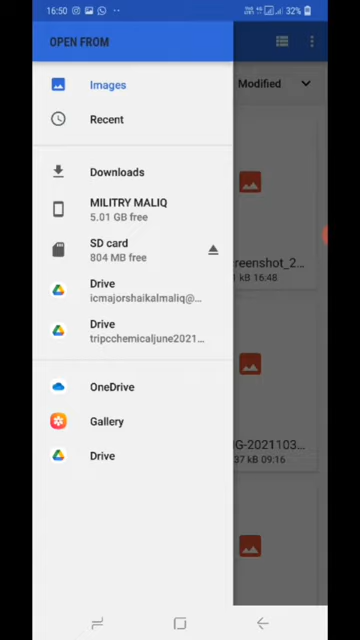 16:50
32%
OPEN FROM
Images
Modified
Recent
Downloads
MILITRY MALIQ
5.01 GB free
SD card
804 MB free
creenshot_2...
kB 16:48
Drive
icmajorshaikalmaliq@...
Drive
tripcchemicaljune2021...
OneDrive
Gallery
G-2021103...
37 kB 09:16
Drive